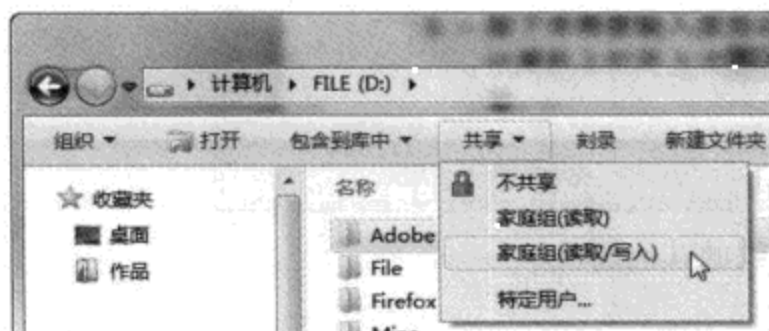 计算机 FILE (D:)
组织 打开 包含到库中 共享 刻录 新建文件夹
收藏夹
桌面
作品
名称
Adobe
File
Firefox
不共享
家庭组(读取)
家庭组(读取/写入)
特定用户...